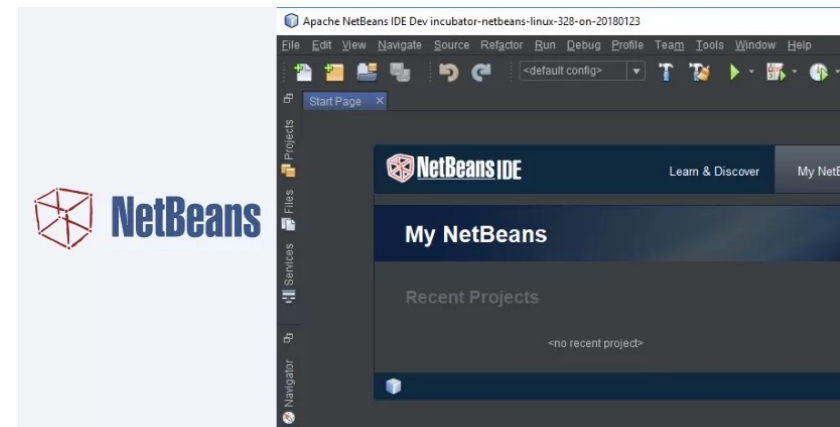 NetBeans
Apache NetBeans IDE Dev incubator-netbeans-linux-328-on-20180123
File Edit View Navigate Source Refactor Run Debug Profile Team Tools Window Help
<default config>
Start Page
Projects
Files
Services
Navigator
NetBeans IDE
Learn & Discover
My NetB
My NetBeans
Recent Projects
<no recent project>